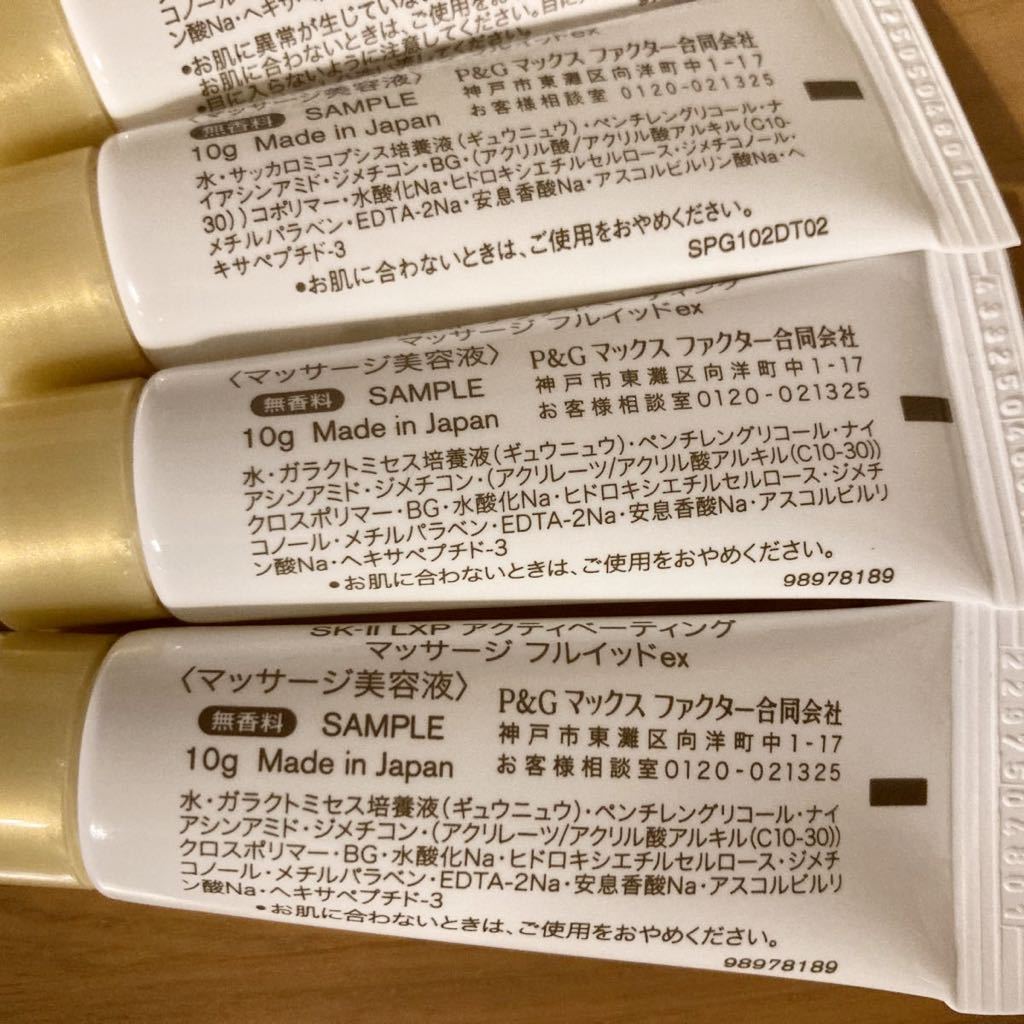 コノール・
ン酸Na・ヘキサペ
・お肌に異常が生じていな
お肌に合わないときは、ご使用をお
・目に入らないように注意してください。目に
ex
〈マッサージ美容液〉
無香料 SAMPLE
10g Made in Japan
P&G マックス ファクター合同会社
神戸市東灘区向洋町中1-17
お客様相談室 0120-021325
水・サッカロミコプシス培養液(ギュウニュウ)・ペンチレングリコール・ナ
イアシンアミド・ジメチコン・BG・(アクリル酸/アクリル酸アルキル(C10-
30))コポリマー・水酸化Na・ヒドロキシエチルセルロース・ジメチコノール・
メチルパラベン・EDTA-2Na・安息香酸Na・アスコルビルリン酸Na・ヘ
キサペプチド-3
・お肌に合わないときは、ご使用をおやめください。
SPG102DT02
マッサージ フルイッドex
〈マッサージ美容液〉
無香料 SAMPLE
10g Made in Japan
P&G マックス ファクター合同会社
神戸市東灘区向洋町中1-17
お客様相談室0120-021325
水・ガラクトミセス培養液(ギュウニュウ)・ペンチレングリコール・ナイ
アシンアミド・ジメチコン・(アクリレーツ/アクリル酸アルキル(C10-30))
クロスポリマー・BG・水酸化Na・ヒドロキシエチルセルロース・ジメチ
コノール・メチルパラベン・EDTA-2Na・安息香酸Na・アスコルビルリ
ン酸Na・ヘキサペプチド-3
・お肌に合わないときは、ご使用をおやめください。
98978189
SK-II LXP アクティベーティング
マッサージ フルイッドex
〈マッサージ美容液〉
無香料 SAMPLE
10g Made in Japan
P&G マックス ファクター合同会社
神戸市東灘区向洋町中1-17
お客様相談室0120-021325
水・ガラクトミセス培養液(ギュウニュウ)・ペンチレングリコール・ナイ
アシンアミド・ジメチコン・(アクリレーツ/アクリル酸アルキル(C10-30))
クロスポリマー・BG・水酸化Na・ヒドロキシエチルセルロース・ジメチ
コノール・メチルパラベン・EDTA-2Na・安息香酸Na・アスコルビルリ
ン酸Na・ヘキサペプチド-3
・お肌に合わないときは、ご使用をおやめください。
98978189